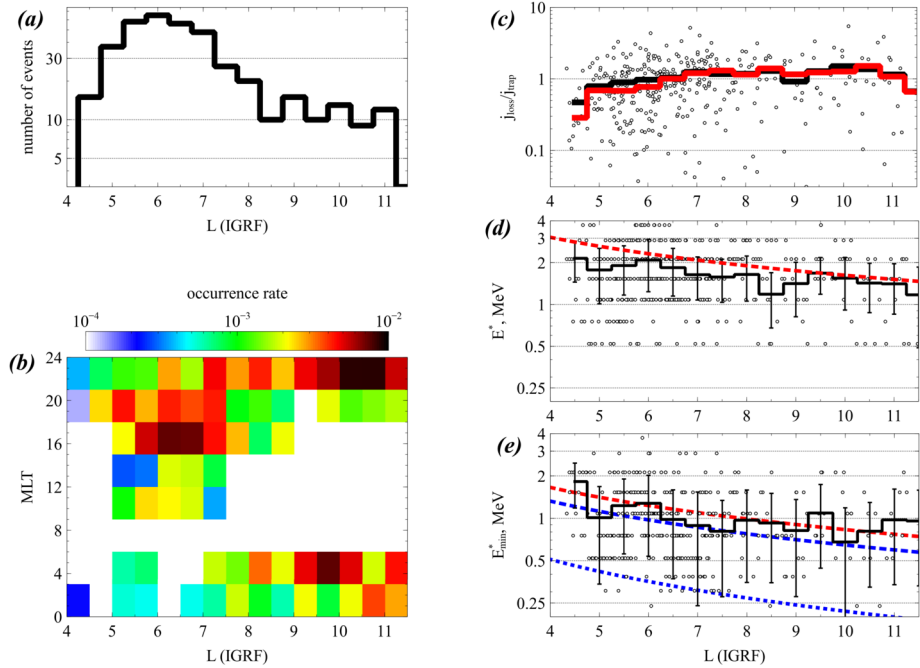 (a)
number of events
30
10
5
4 5 6 7 8 9 10 11
L (IGRF)
occurrence rate
10⁻⁴ 10⁻³ 10⁻²
(b)
MLT
24
20
16
12
8
4
0
4 5 6 7 8 9 10 11
L (IGRF)
(c)
jloss/jtrap
10
1
0.1
4 5 6 7 8 9 10 11
(d)
E*, MeV
4
3
2
1
0.5
0.25
4 5 6 7 8 9 10 11
(e)
E*min, MeV
4
3
2
1
0.5
0.25
4 5 6 7 8 9 10 11
L (IGRF)